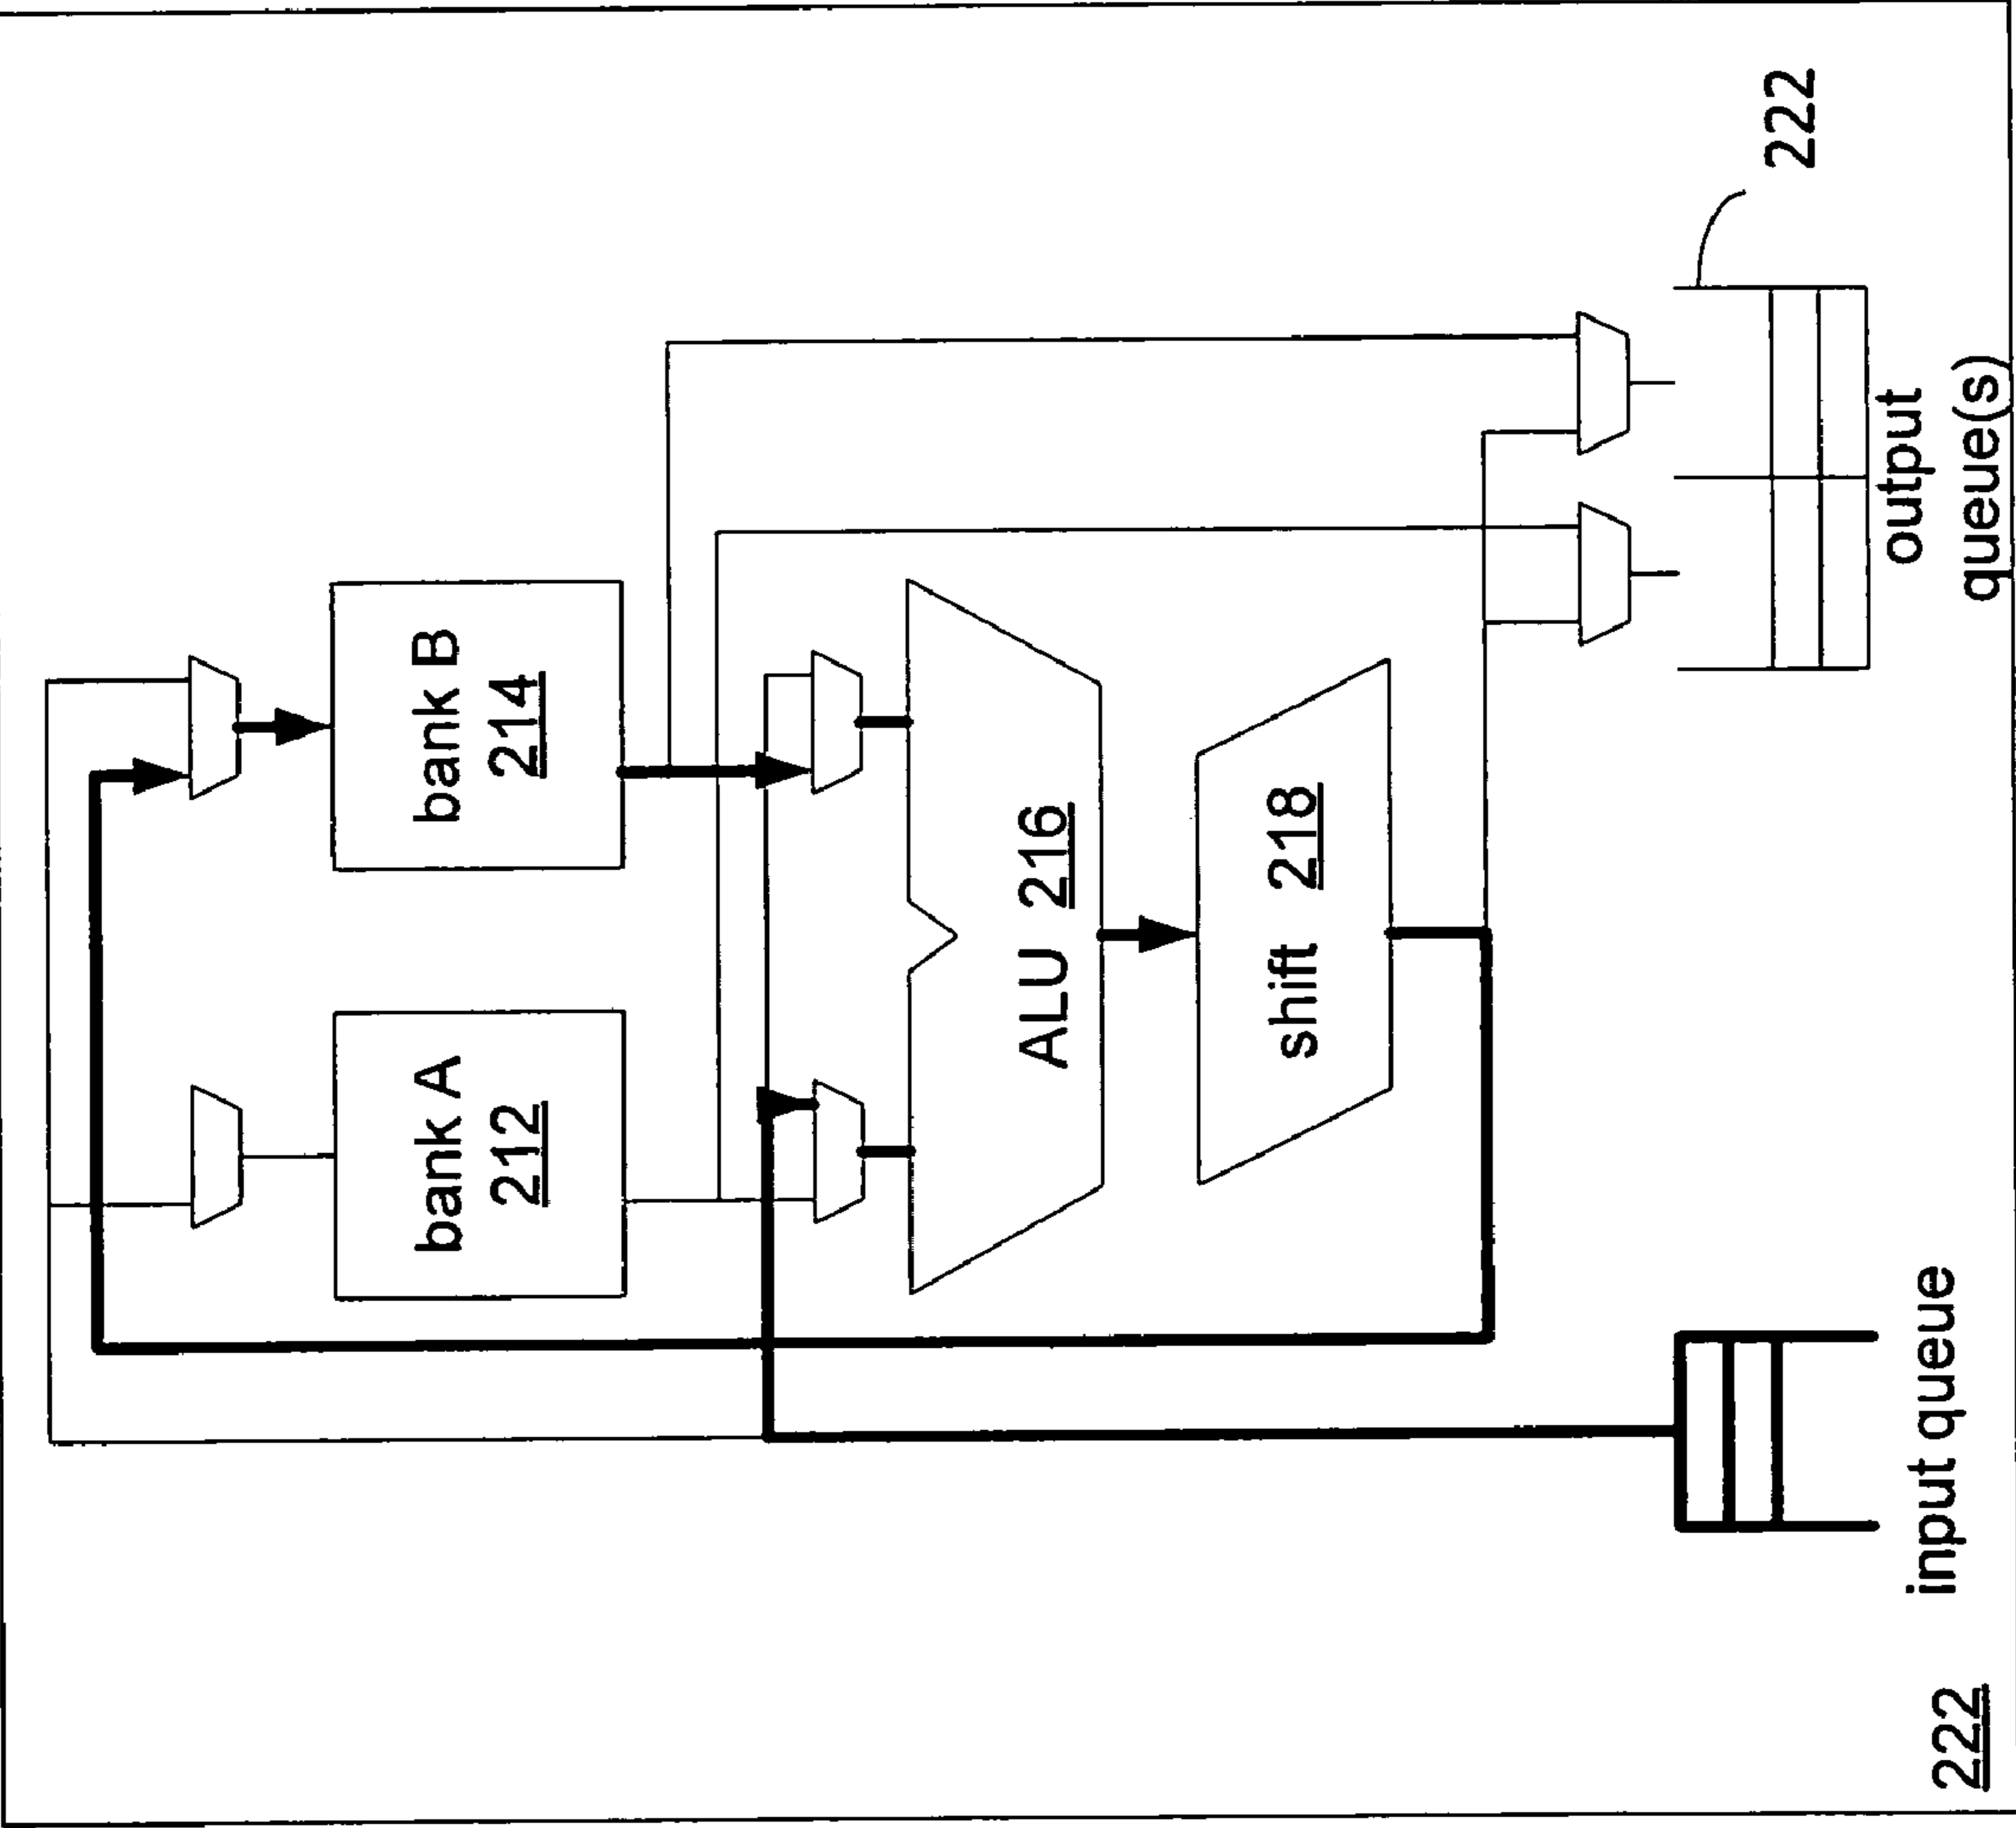 bank A
212
bank B
214
ALU 216
shift 218
222
input queue
output
queue(s)
222